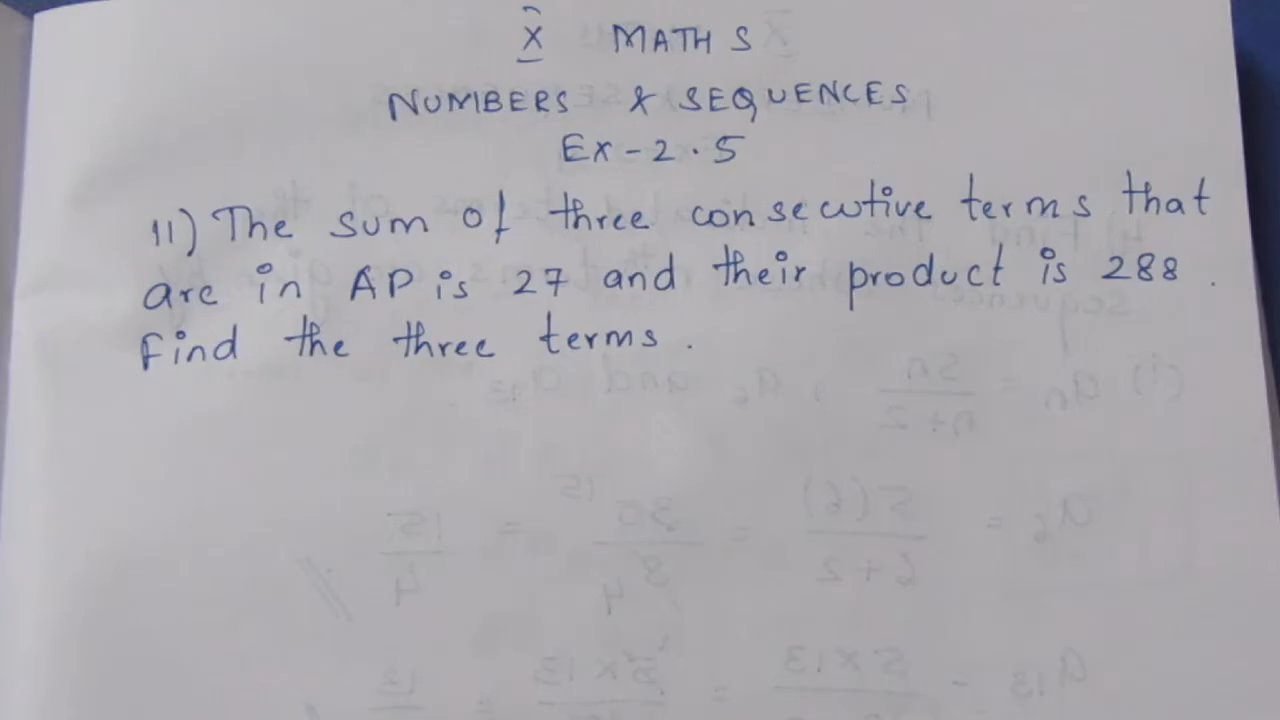 X MATHS
NUMBERS & SEQUENCES
Ex-2.5
11) The sum of three consecutive terms that
are in AP is 27 and their product is 288.
Find the three terms.